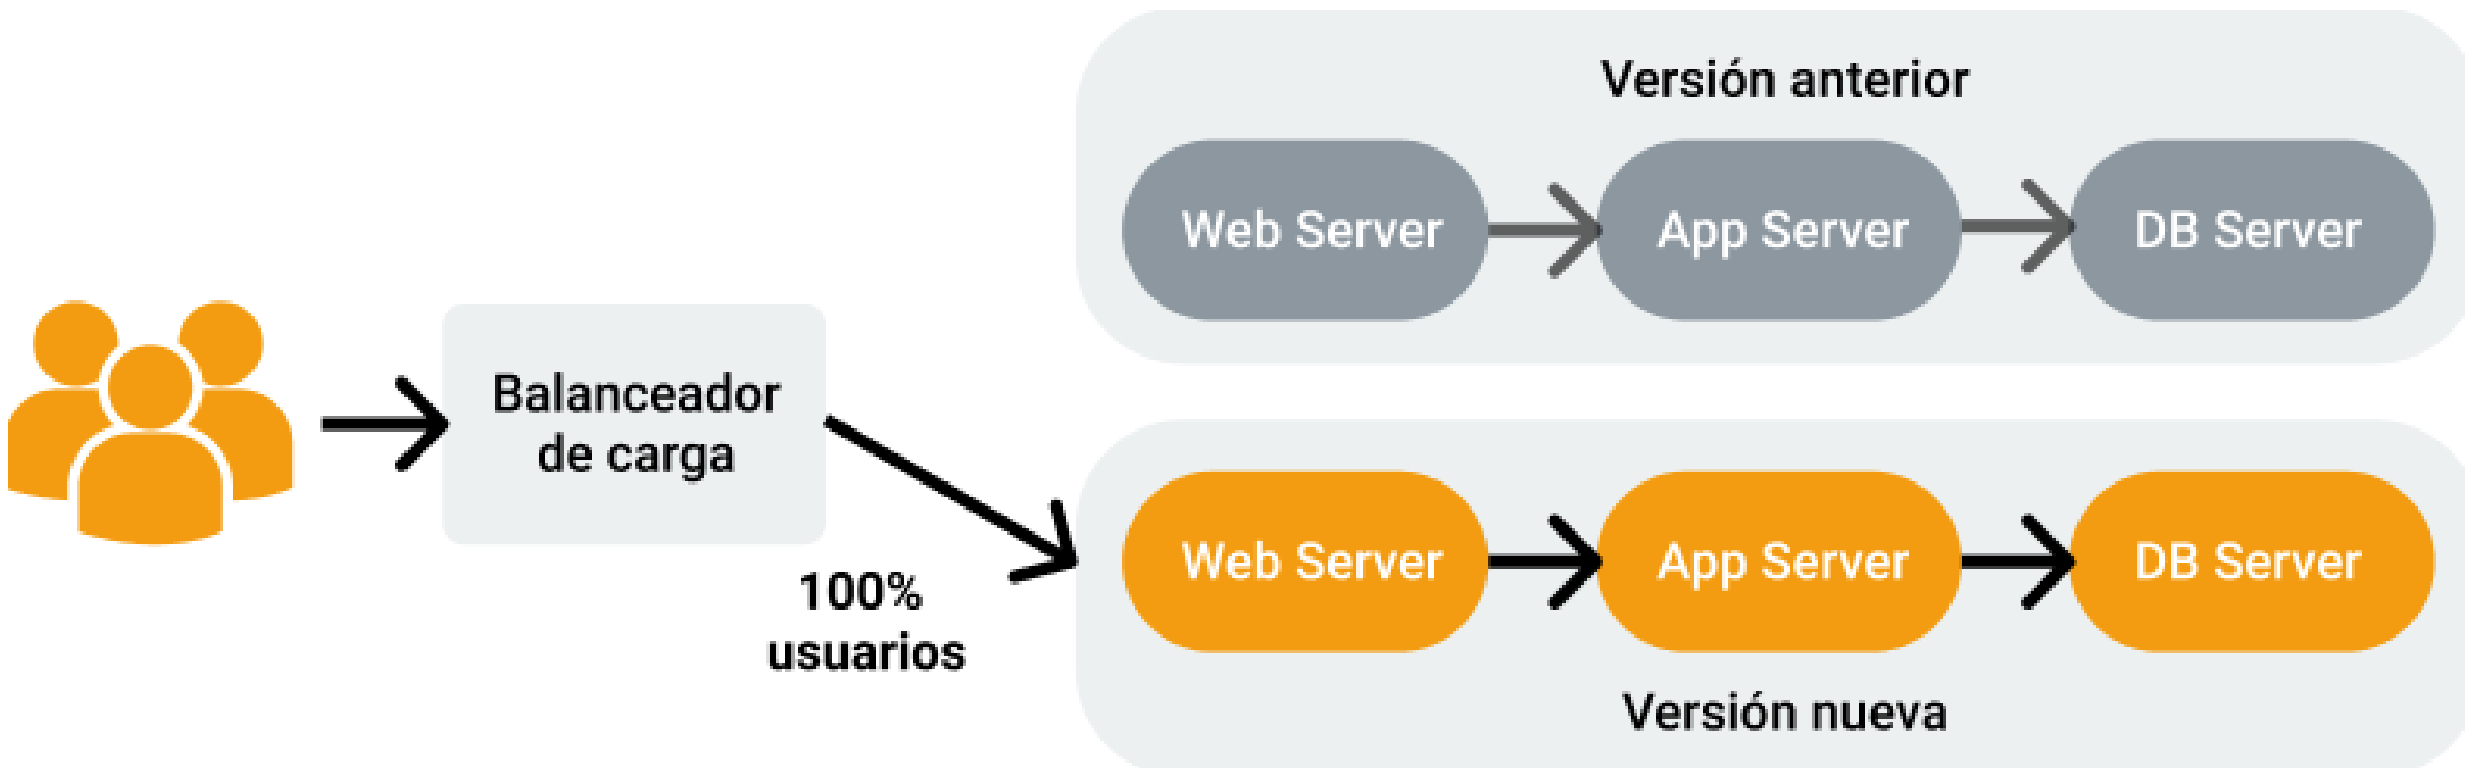 Versión anterior
Web Server
App Server
DB Server
Balanceador
de carga
100%
usuarios
Web Server
App Server
DB Server
Versión nueva